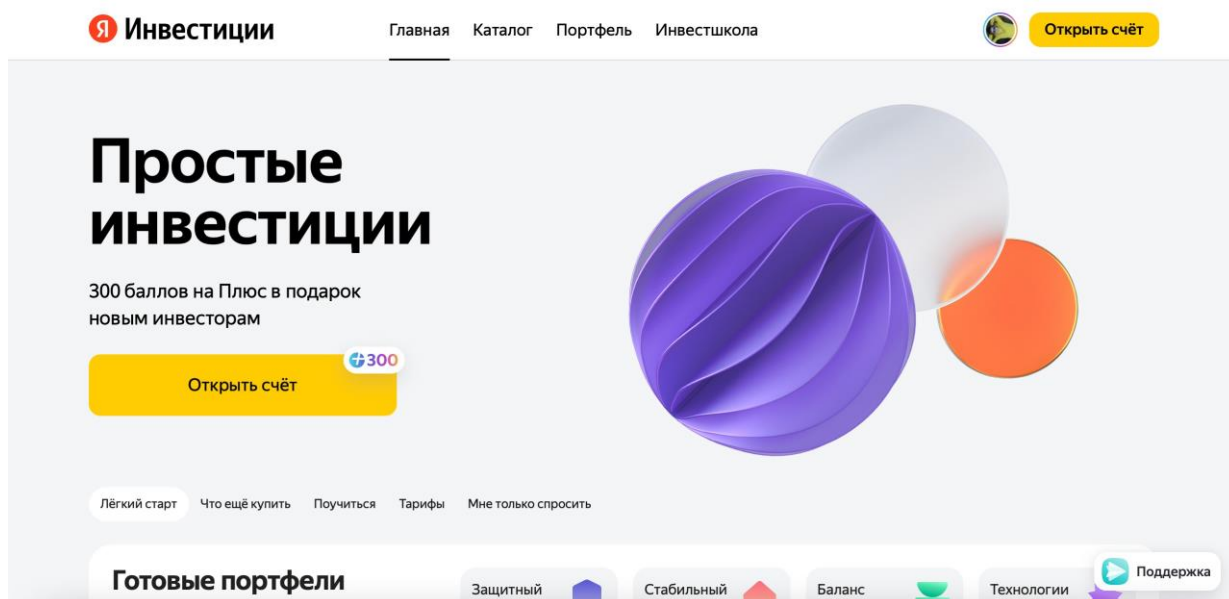 Я Инвестиции
Главная Каталог Портфель Инвестшкола
Открыть счёт
Простые
инвестиции
300 баллов на Плюс в подарок
новым инвесторам
300
Открыть счёт
Лёгкий старт Что ещё купить Поучиться Тарифы Мне только спросить
Готовые портфели
Защитный Стабильный Баланс Технологии
Поддержка